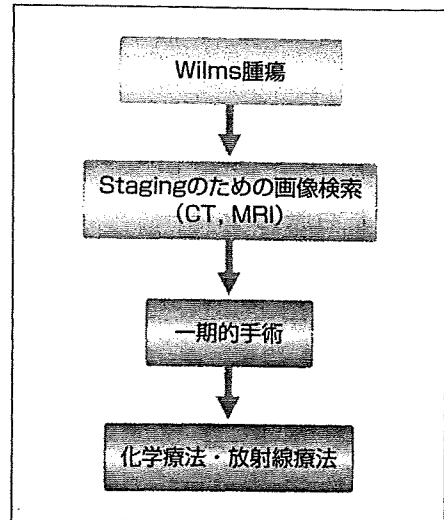 Wilms腫瘍
Stagingのための画像検索
(CT, MRI)
一期的手術
化学療法・放射線療法